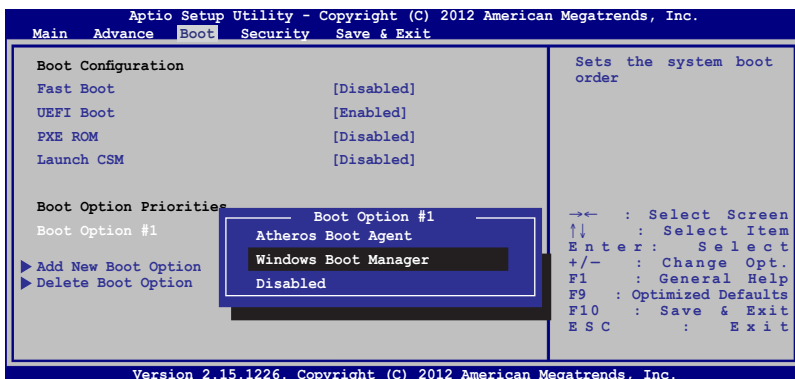 Aptio Setup Utility - Copyright (C) 2012 American Megatrends, Inc.
Main Advance Boot Security Save & Exit
Boot Configuration
Fast Boot [Disabled]
UEFI Boot [Enabled]
PXE ROM [Disabled]
Launch CSM [Disabled]
Boot Option Priorities
Boot Option #1
Add New Boot Option
Delete Boot Option
Boot Option #1
Atheros Boot Agent
Windows Boot Manager
Disabled
Sets the system boot
order
→← : Select Screen
↑↓ : Select Item
Enter: Select
+/— : Change Opt.
F1 : General Help
F9 : Optimized Defaults
F10 : Save & Exit
ESC : Exit
Version 2.15.1226. Copyright (C) 2012 American Megatrends, Inc.